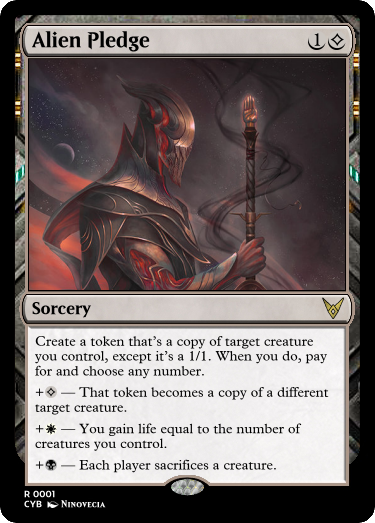 Alien Pledge 1
Sorcery
Create a token that's a copy of target creature
you control, except it's a 1/1. When you do, pay
for and choose any number.
+ — That token becomes a copy of a different
target creature.
+ — You gain life equal to the number of
creatures you control.
+ — Each player sacrifices a creature.
R 0001
CYB Ninovecia